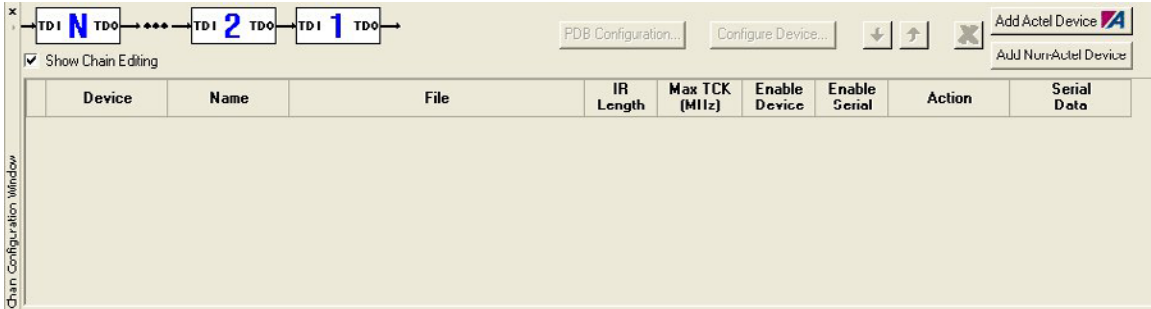 TDI N TDO TDI 2 TDO TDI 1 TDO
PDB Configuration...
Configure Device...
Add Actel Device
Show Chain Editing
Add Non-Actel Device
Device
Name
File
IR Length
Max TCK (MHz)
Enable Device
Enable Serial
Action
Serial Data
Chain Configuration Window